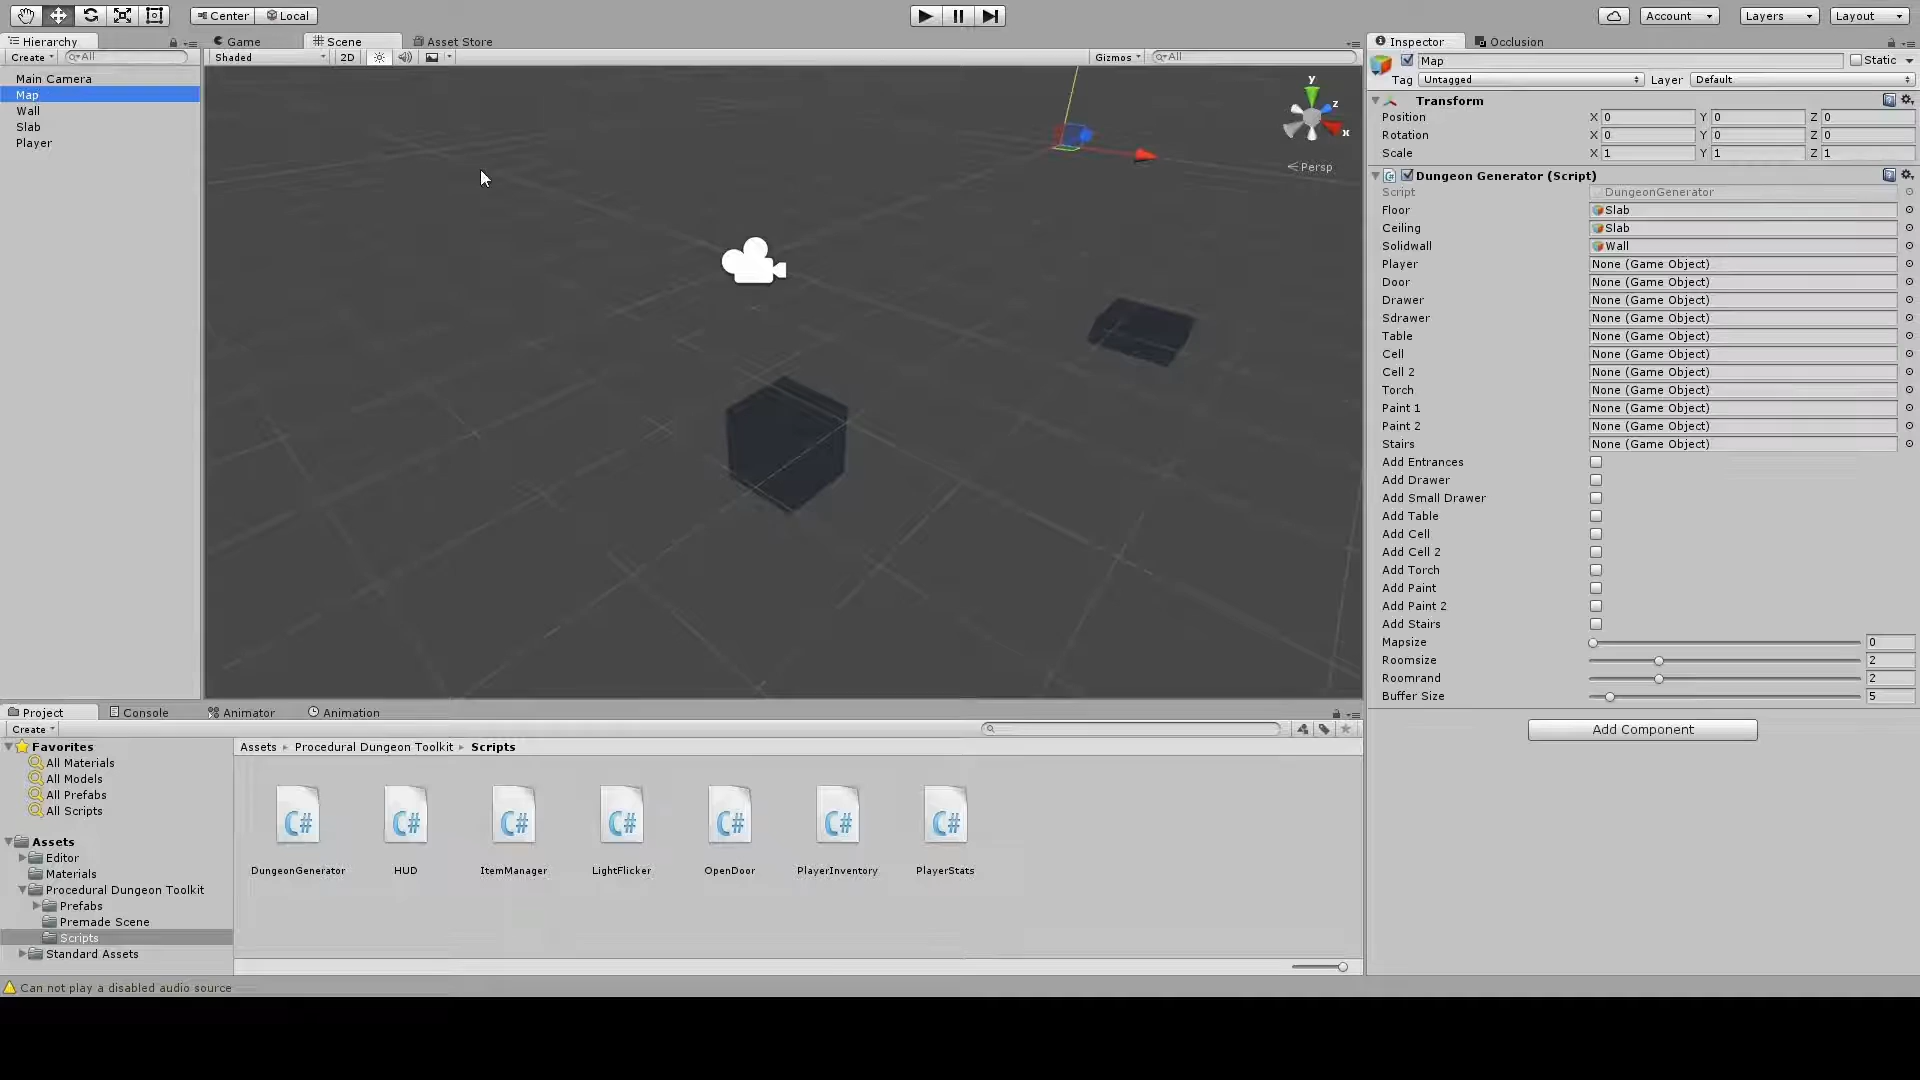 Center Local
Account Layers Layout
Hierarchy
Create All
Main Camera
Map
Wall
Slab
Player
Game Scene Asset Store
Shaded 2D Gizmos All
y
z
x
Persp
Inspector Occlusion
Map Static
Tag Untagged Layer Default
Transform
Position X 0 Y 0 Z 0
Rotation X 0 Y 0 Z 0
Scale X 1 Y 1 Z 1
Dungeon Generator (Script)
Script DungeonGenerator
Floor Slab
Ceiling Slab
Solidwall Wall
Player None (Game Object)
Door None (Game Object)
Drawer None (Game Object)
Sdrawer None (Game Object)
Table None (Game Object)
Cell None (Game Object)
Cell 2 None (Game Object)
Torch None (Game Object)
Paint 1 None (Game Object)
Paint 2 None (Game Object)
Stairs None (Game Object)
Add Entrances
Add Drawer
Add Small Drawer
Add Table
Add Cell
Add Cell 2
Add Torch
Add Paint
Add Paint 2
Add Stairs
Mapsize 0
Roomsize 2
Roomrand 2
Buffer Size 5
Add Component
Project Console Animator Animation
Create
Favorites
All Materials
All Models
All Prefabs
All Scripts
Assets
Editor
Materials
Procedural Dungeon Toolkit
Prefabs
Premade Scene
Scripts
Standard Assets
Assets Procedural Dungeon Toolkit Scripts
C# C# C# C# C# C# C#
DungeonGenerator HUD ItemManager LightFlicker OpenDoor PlayerInventory PlayerStats
Can not play a disabled audio source